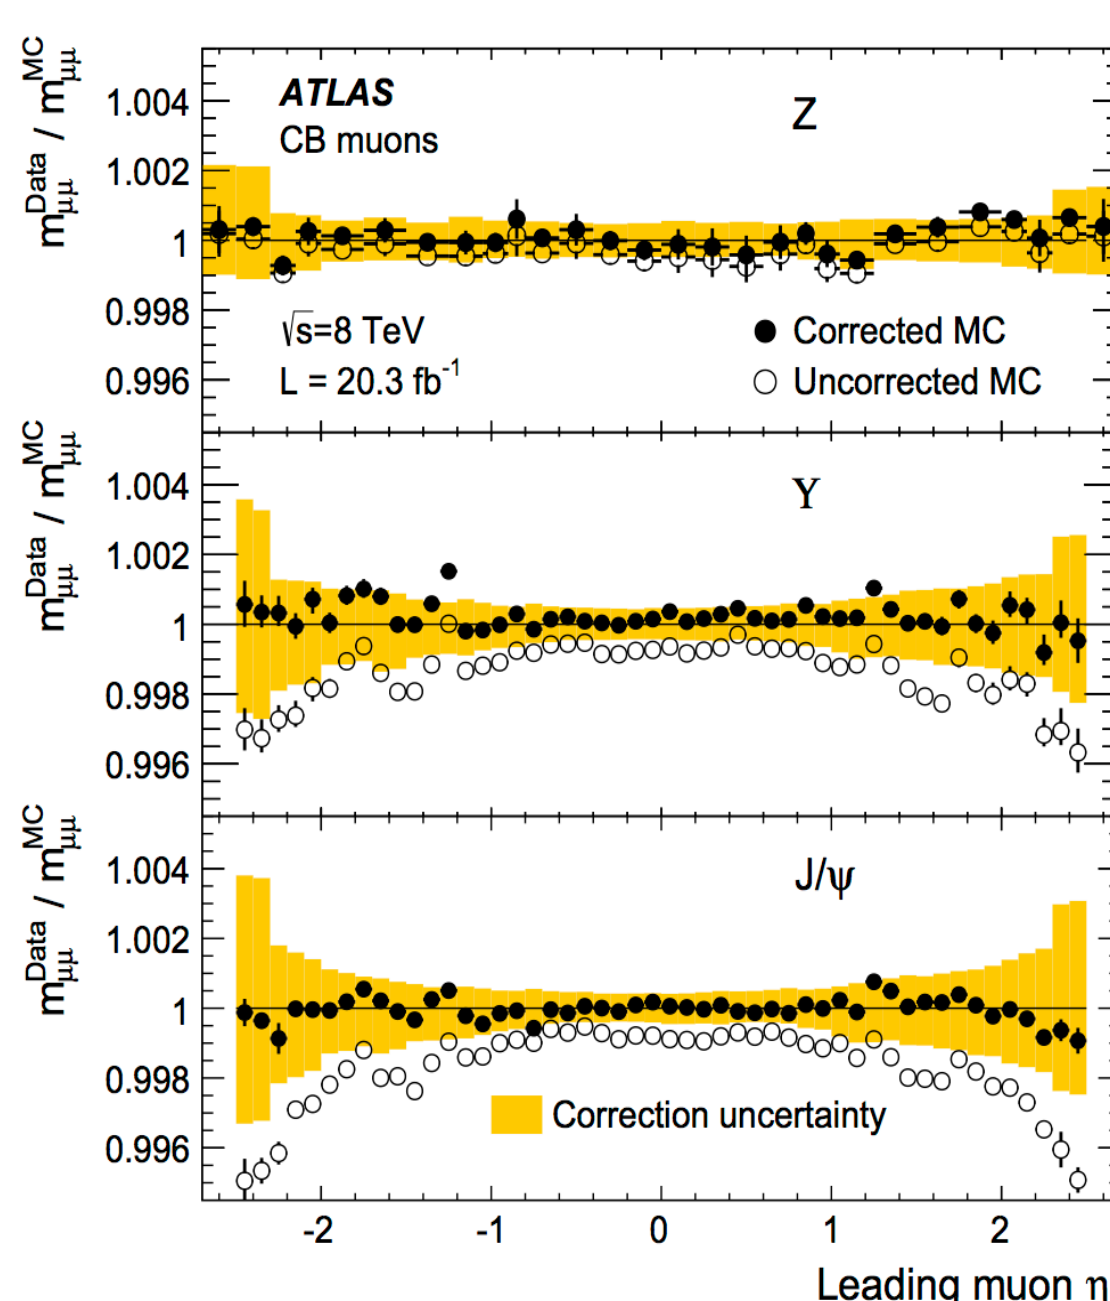 m_μμ^Data / m_μμ^MC
1.004
1.002
1
0.998
0.996
ATLAS
CB muons
Z
√s=8 TeV
L = 20.3 fb⁻¹
Corrected MC
Uncorrected MC
m_μμ^Data / m_μμ^MC
1.004
1.002
1
0.998
0.996
Υ
m_μμ^Data / m_μμ^MC
1.004
1.002
1
0.998
0.996
J/ψ
Correction uncertainty
-2 -1 0 1 2
Leading muon η